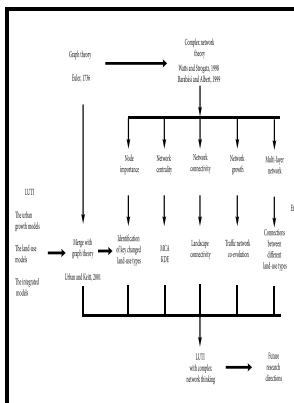 Graph theory
Euler, 1736
Complex network
theory
Watts and Strogatz, 1998
Barabási and Albert, 1999
Node
importance
Network
centrality
Network
connectivity
Network
growth
Multi-layer
network
LUTI
The urban
growth models
The land-use
models
The integrated
models
Merge with
graph theory
Urban and Keitt, 2001
Identification
of key changed
land-use types
MCA
KDE
Landscape
connectivity
Traffic network
co-evolution
Connections
between
different
land-use types
LUTI
with complex
network thinking
Future
research
directions